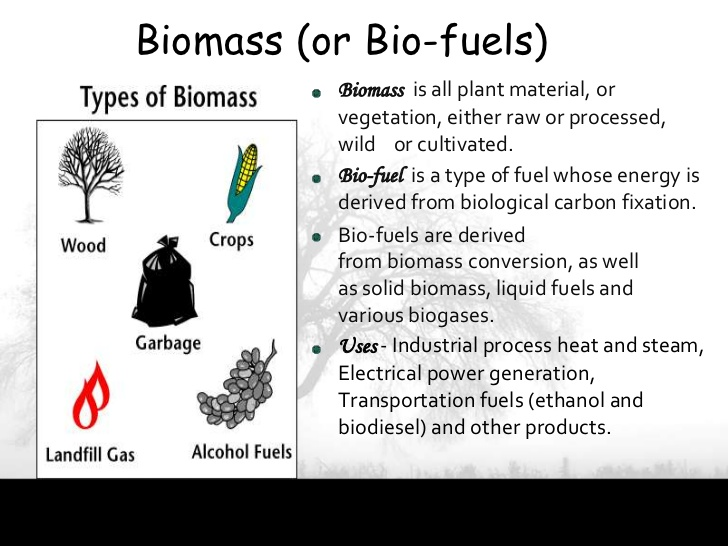 Biomass (or Bio-fuels)
Types of Biomass
Wood
Crops
Garbage
Landfill Gas
Alcohol Fuels
Biomass is all plant material, or
vegetation, either raw or processed,
wild or cultivated.
Bio-fuel is a type of fuel whose energy is
derived from biological carbon fixation.
Bio-fuels are derived
from biomass conversion, as well
as solid biomass, liquid fuels and
various biogases.
Uses- Industrial process heat and steam,
Electrical power generation,
Transportation fuels (ethanol and
biodiesel) and other products.